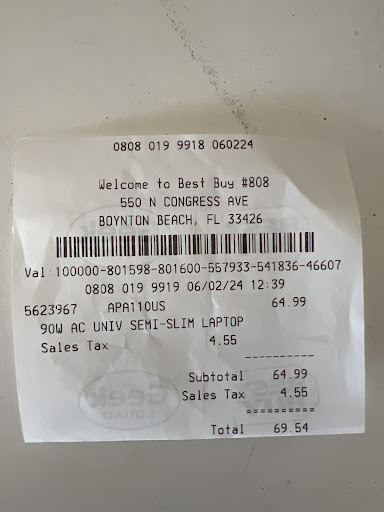 0808 019 9918 060224
Welcome to Best Buy #808
550 N CONGRESS AVE
BOYNTON BEACH, FL 33426
Val:100000-801598-801600-557933-541836-46607
0808 019 9919 06/02/24 12:39
5623967 APA110US 64.99
90W AC UNIV SEMI-SLIM LAPTOP
Sales Tax 4.55
----------
Subtotal 64.99
Sales Tax 4.55
==========
Total 69.54
Geek
SQUAD